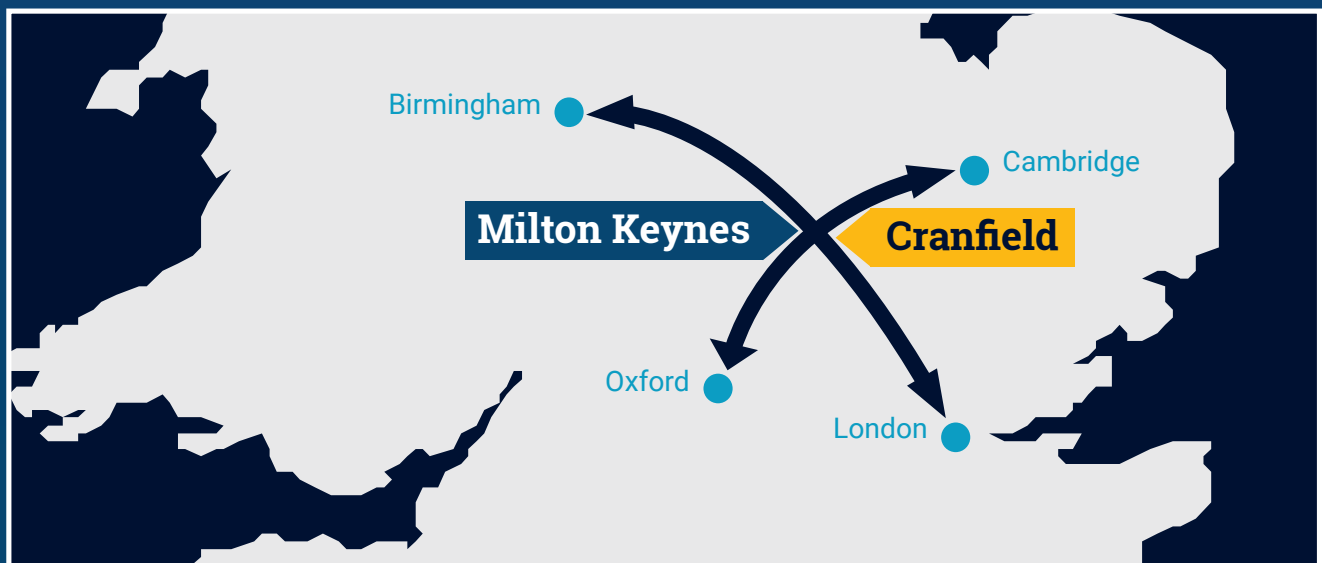 Birmingham
Cambridge
Milton Keynes
Cranfield
Oxford
London